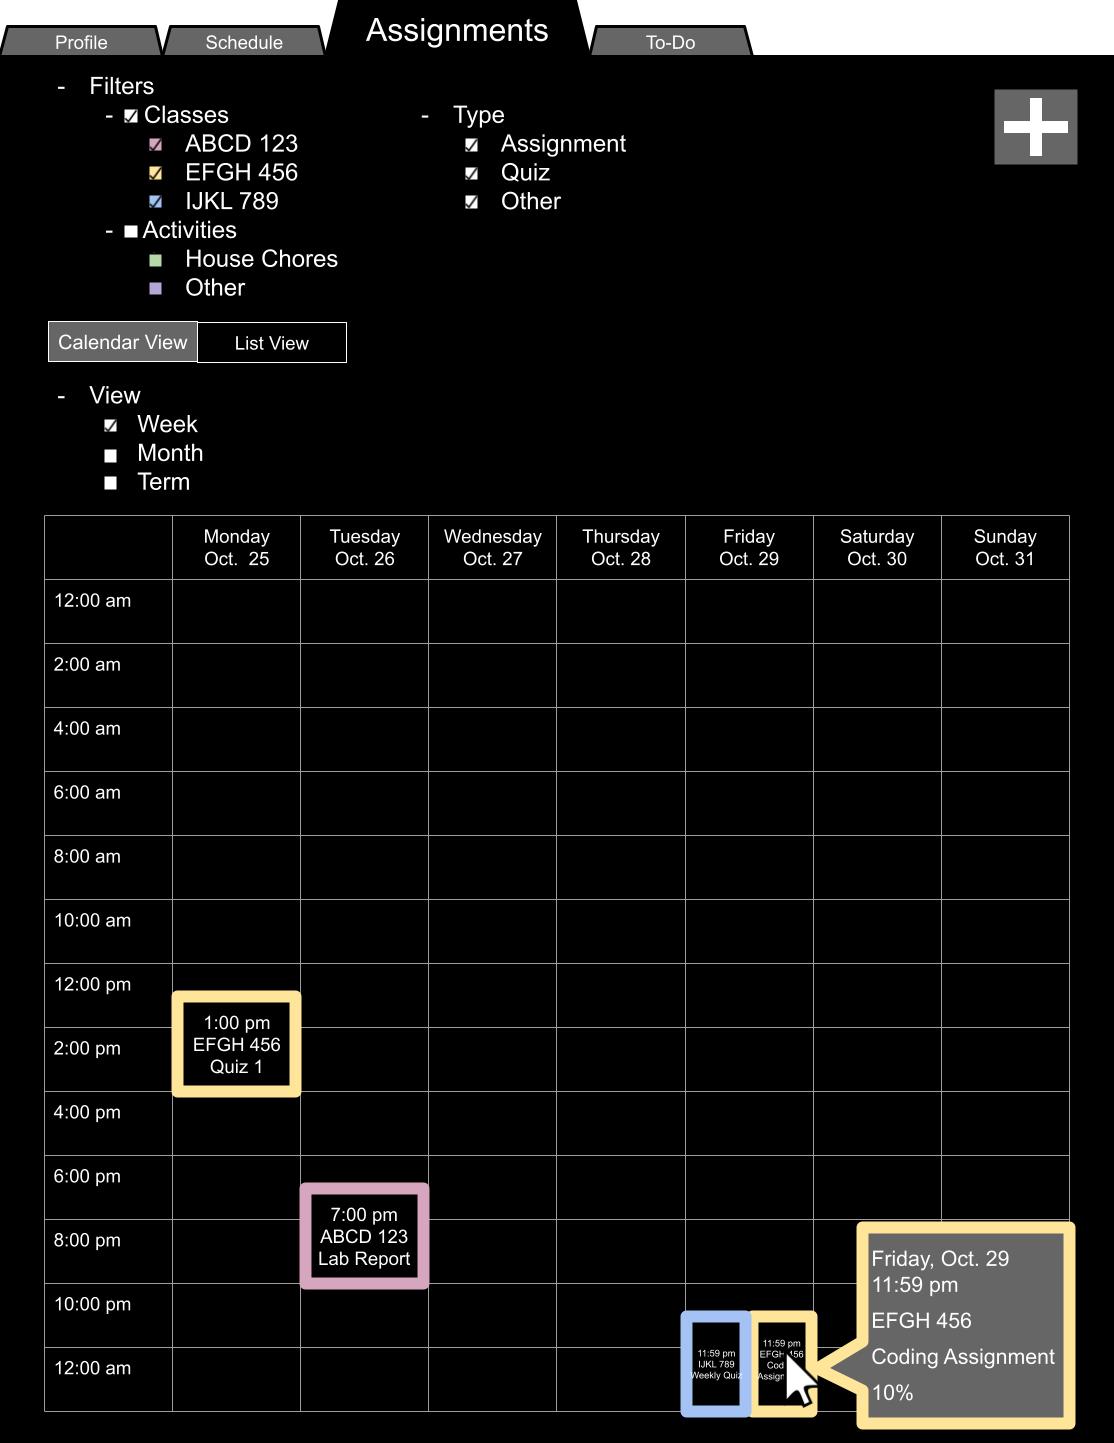 Profile
Schedule
Assignments
To-Do
- Filters
- Classes
ABCD 123
EFGH 456
IJKL 789
- Activities
House Chores
Other
- Type
Assignment
Quiz
Other
Calendar View
List View
- View
Week
Month
Term
Monday
Oct. 25
Tuesday
Oct. 26
Wednesday
Oct. 27
Thursday
Oct. 28
Friday
Oct. 29
Saturday
Oct. 30
Sunday
Oct. 31
12:00 am
2:00 am
4:00 am
6:00 am
8:00 am
10:00 am
12:00 pm
2:00 pm
4:00 pm
6:00 pm
8:00 pm
10:00 pm
12:00 am
1:00 pm
EFGH 456
Quiz 1
7:00 pm
ABCD 123
Lab Report
11:59 pm
IJKL 789
Weekly Quiz
11:59 pm
EFGH 456
Friday, Oct. 29
11:59 pm
EFGH 456
Coding Assignment
10%